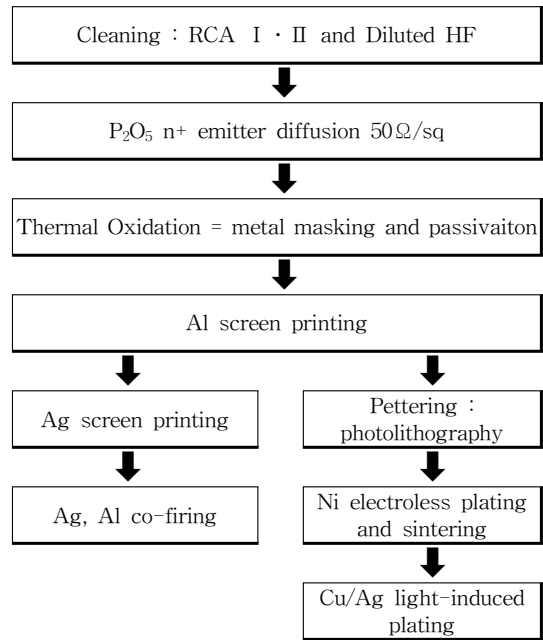 Cleaning : RCA Ⅰ · Ⅱ and Diluted HF
P₂O₅ n+ emitter diffusion 50Ω/sq
Thermal Oxidation = metal masking and passivaiton
Al screen printing
Ag screen printing
Ag, Al co-firing
Pettering :
photolithography
Ni electroless plating
and sintering
Cu/Ag light-induced
plating